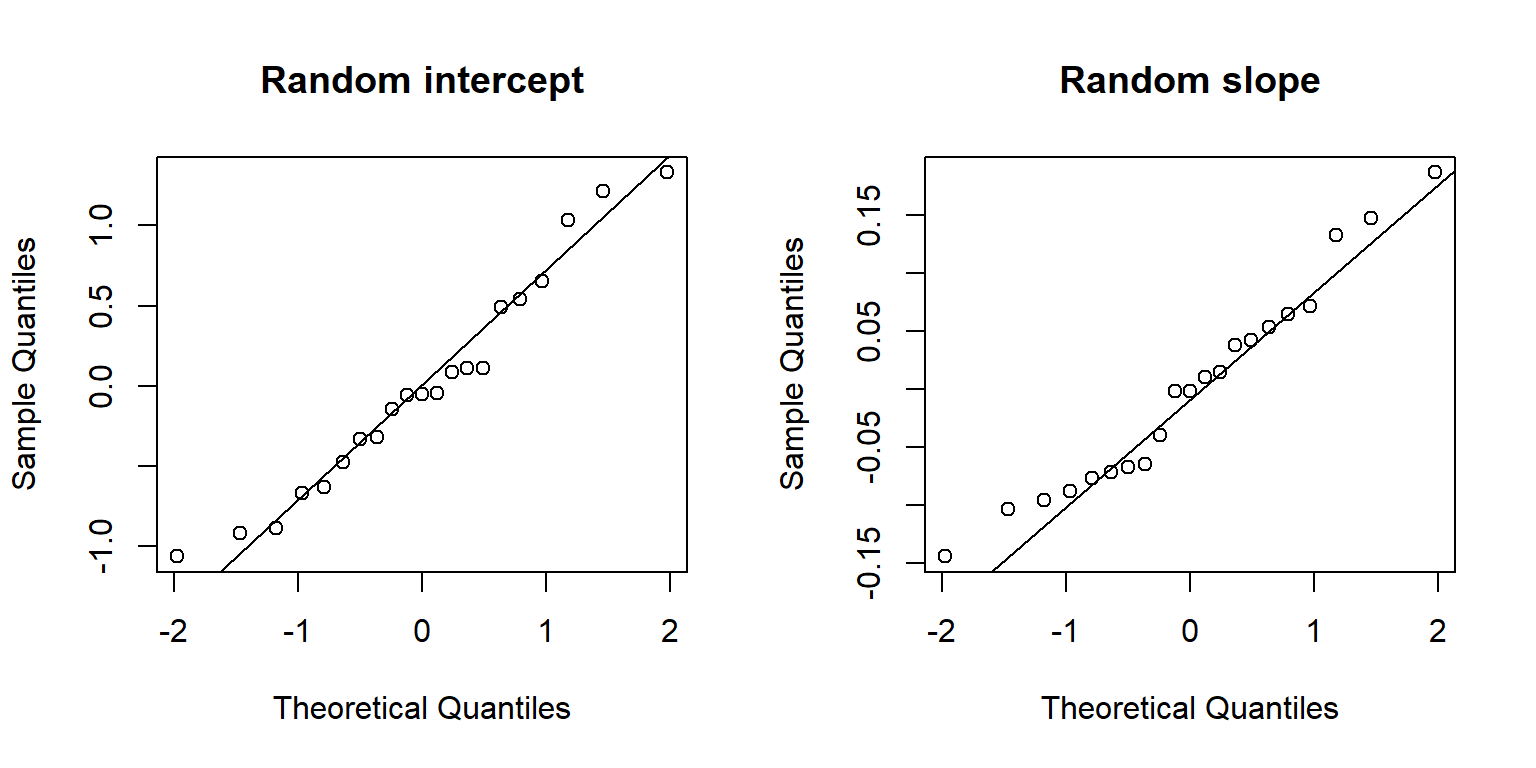 Random intercept
Sample Quantiles
1.0
0.5
0.0
-1.0
-2 -1 0 1 2
Theoretical Quantiles
Random slope
Sample Quantiles
0.15
0.05
-0.05
-0.15
-2 -1 0 1 2
Theoretical Quantiles